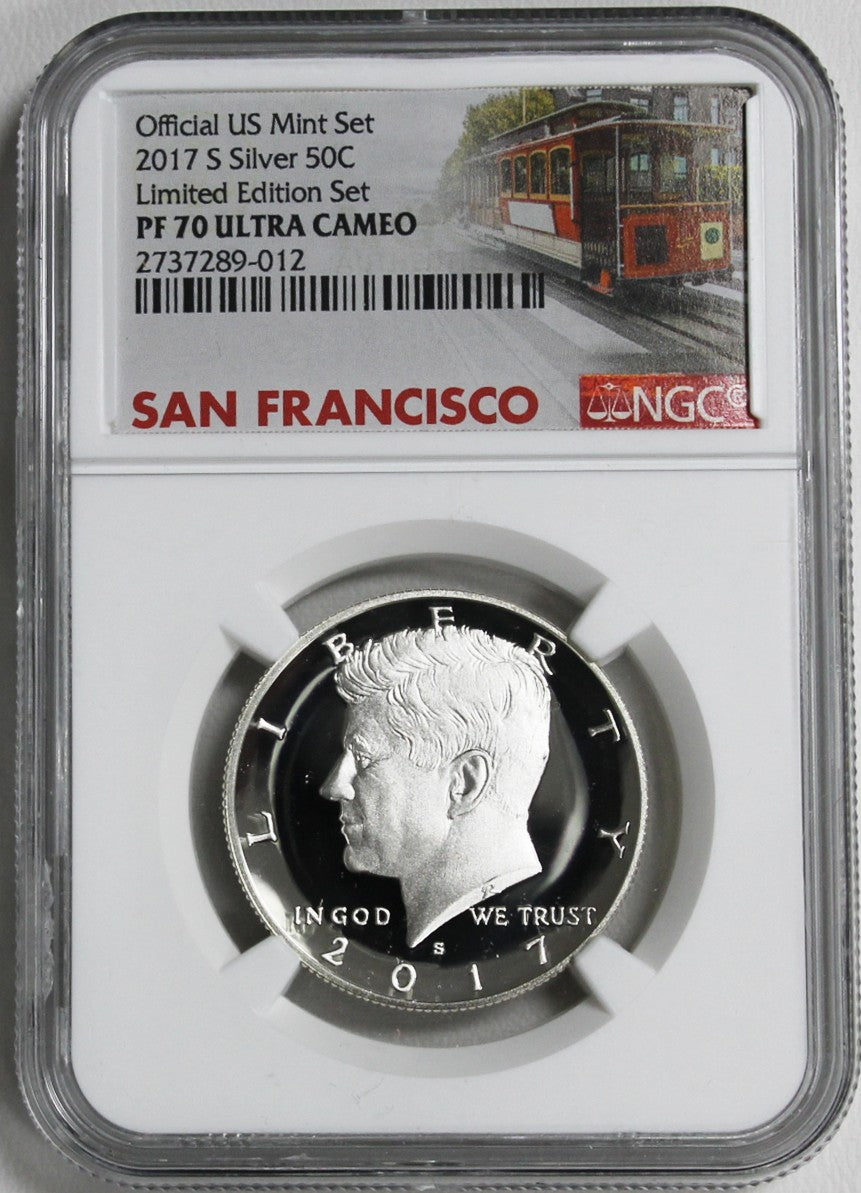 Official US Mint Set
2017 S Silver 50C
Limited Edition Set
PF 70 ULTRA CAMEO
2737289-012
SAN FRANCISCO
NGC
LIBERTY
IN GOD WE TRUST
S
2017